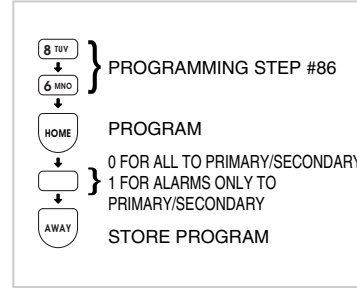 8 TUV
PROGRAMMING STEP #86
6 MNO
HOME
PROGRAM
0 FOR ALL TO PRIMARY/SECONDARY
1 FOR ALARMS ONLY TO
PRIMARY/SECONDARY
AWAY
STORE PROGRAM